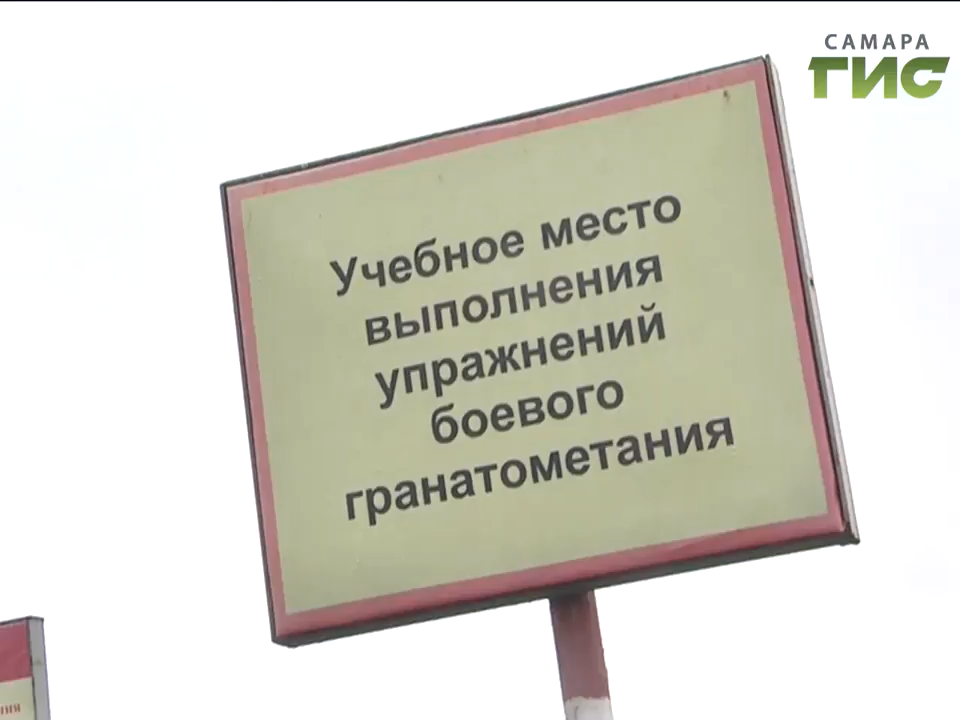 САМАРА
ГИС
Учебное место
выполнения
упражнений
боевого
гранатометания